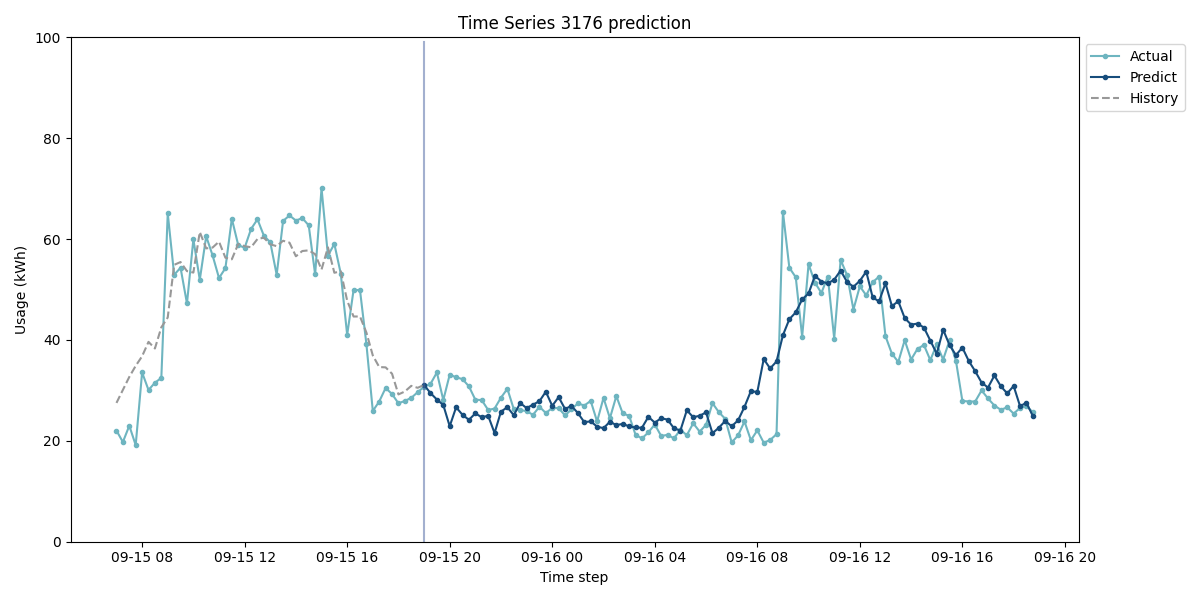 Time Series 3176 prediction
Usage (kWh)
100
80
60
40
20
0
09-15 08
09-15 12
09-15 16
09-15 20
09-16 00
09-16 04
09-16 08
09-16 12
09-16 16
09-16 20
Time step
Actual
Predict
History